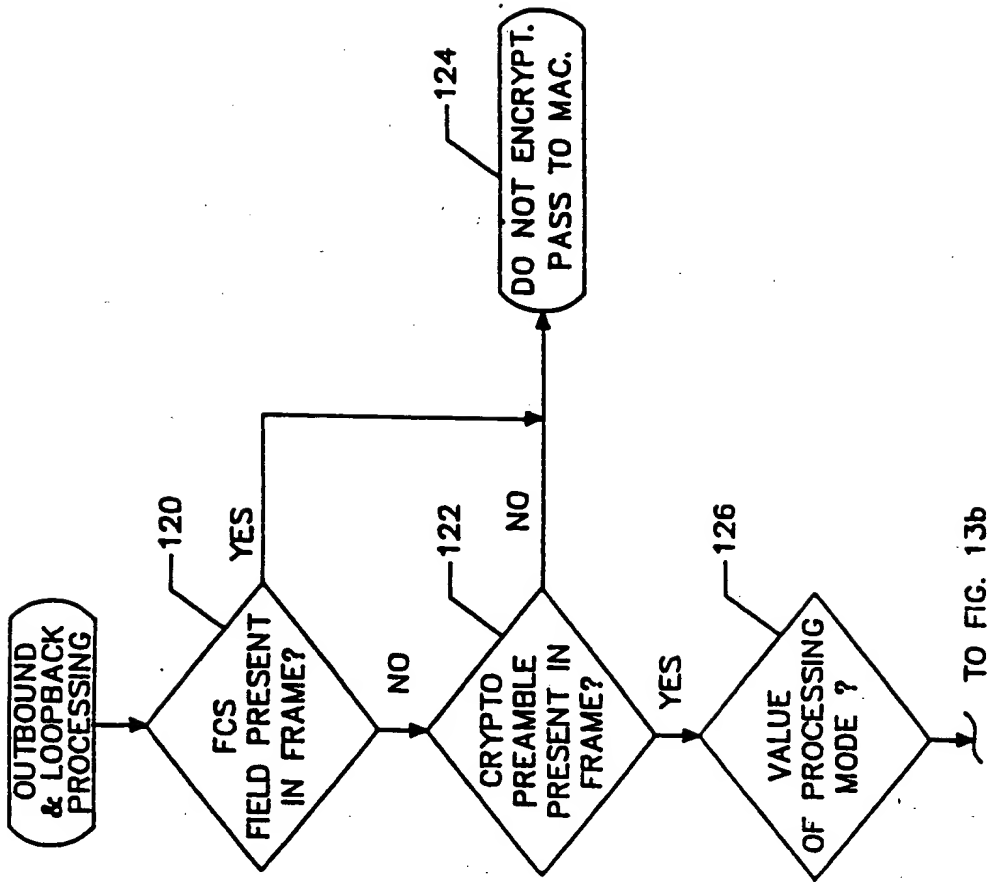 OUTBOUND
& LOOPBACK
PROCESSING
120
FCS
FIELD PRESENT
IN FRAME?
YES
NO
122
CRYPTO
PREAMBLE
PRESENT IN
FRAME?
NO
124
DO NOT ENCRYPT.
PASS TO MAC.
YES
126
VALUE
OF PROCESSING
MODE ?
TO FIG. 13b